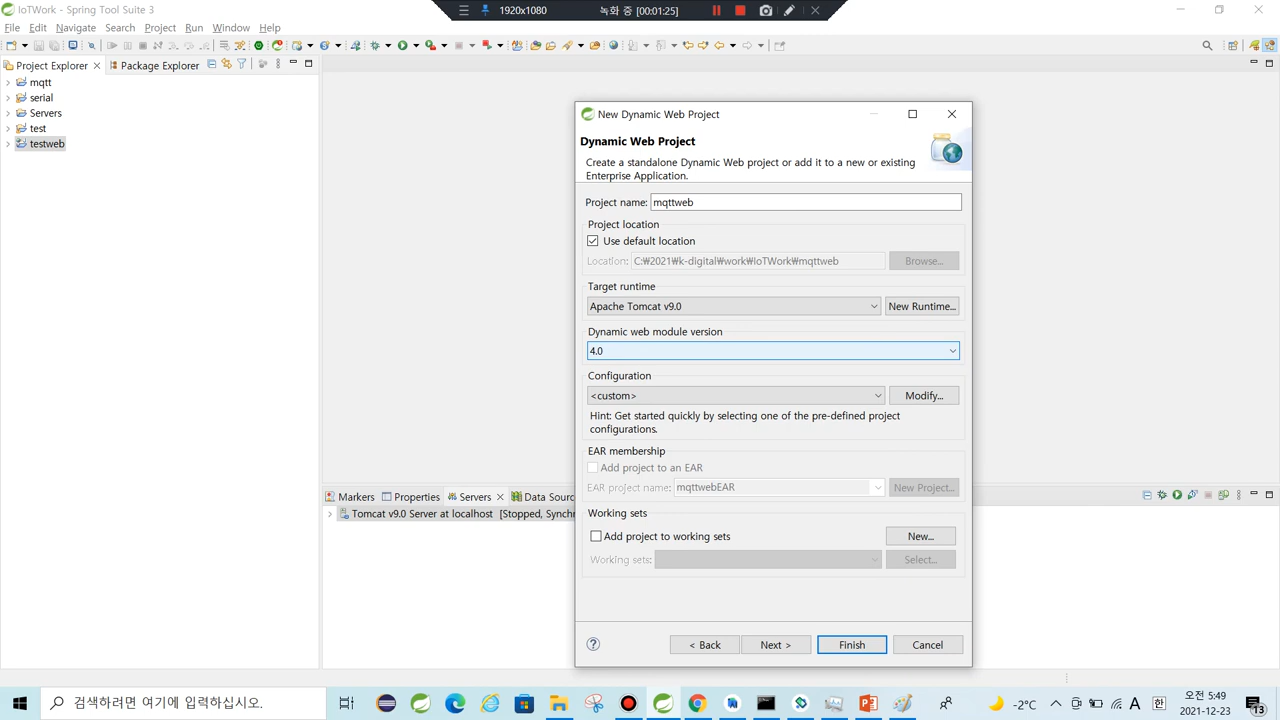 IoTWork - Spring Tool Suite 3
1920x1080
녹화 중 00:01:25
File Edit Navigate Search Project Run Window Help
Project Explorer
Package Explorer
mqtt
serial
Servers
test
testweb
New Dynamic Web Project
Dynamic Web Project
Create a standalone Dynamic Web project or add it to a new or existing
Enterprise Application.
Project name: mqttweb
Project location
Use default location
Location: C:₩2021₩k-digital₩work₩IoTWork₩mqttweb Browse...
Target runtime
Apache Tomcat v9.0 New Runtime...
Dynamic web module version
4.0
Configuration
<custom> Modify...
Hint: Get started quickly by selecting one of the pre-defined project
configurations.
EAR membership
Add project to an EAR
EAR project name: mqttwebEAR New Project...
Working sets
Add project to working sets New...
Working sets: Select...
< Back Next > Finish Cancel
Markers Properties Servers Data Sourc
Tomcat v9.0 Server at localhost [Stopped, Synchr
검색하려면 여기에 입력하십시오.
-2°C
A
한
오전 5:49
2021-12-23
13